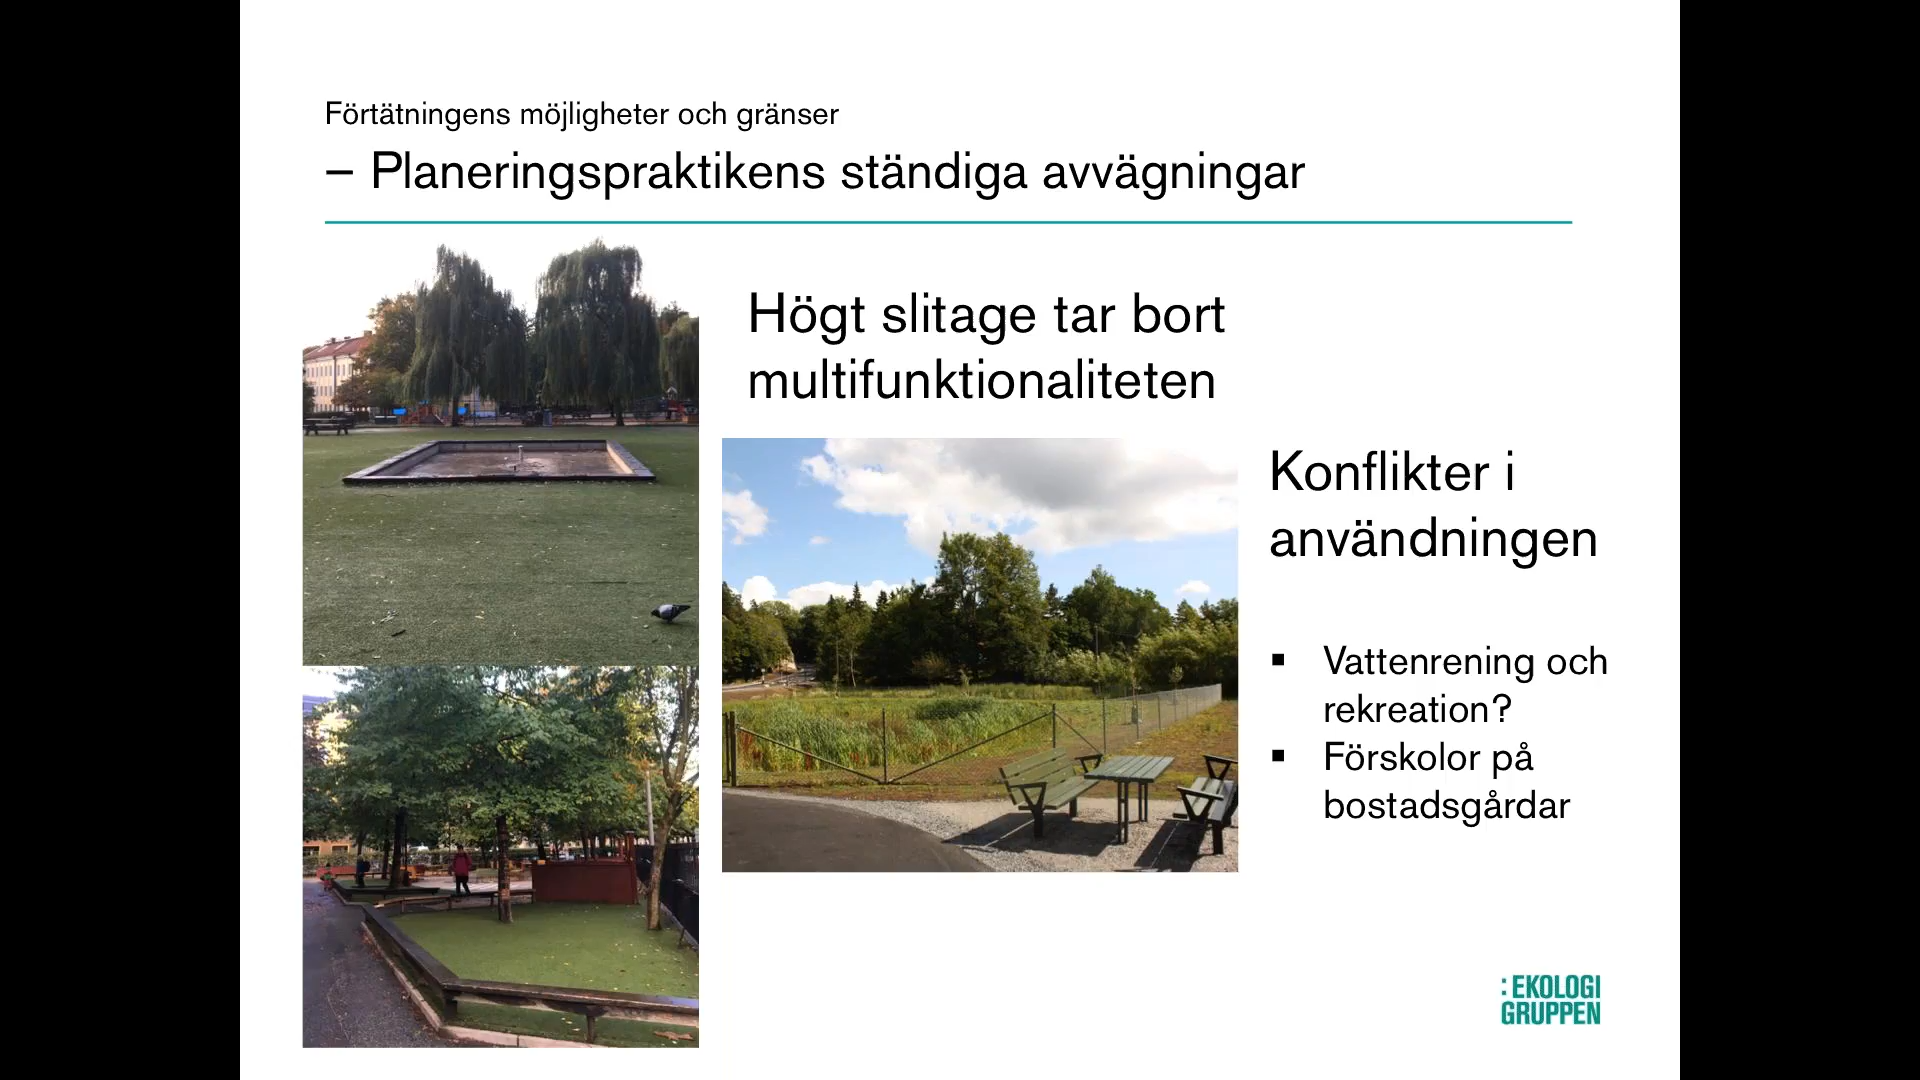 Förtätningens möjligheter och gränser
– Planeringspraktikens ständiga avvägningar
Högt slitage tar bort
multifunktionaliteten
Konflikter i
användningen
▪ Vattenrening och
rekreation?
▪ Förskolor på
bostadsgårdar
:EKOLOGI
GRUPPEN